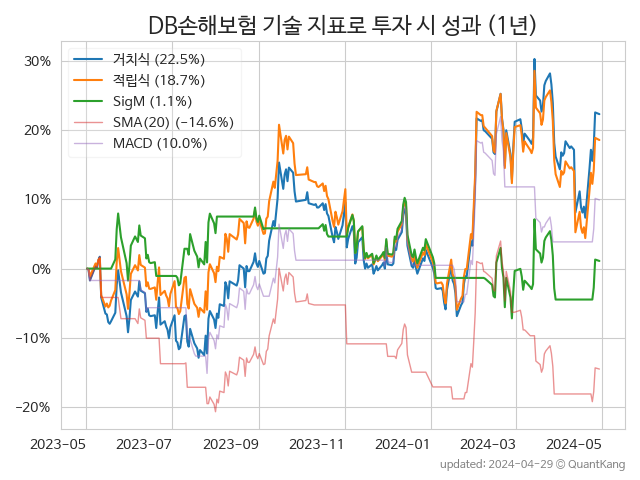 DB손해보험 기술 지표로 투자 시 성과 (1년)
거치식 (22.5%)
적립식 (18.7%)
SigM (1.1%)
SMA(20) (−14.6%)
MACD (10.0%)
30%
20%
10%
0%
−10%
−20%
2023-05 2023-07 2023-09 2023-11 2024-01 2024-03 2024-05
updated: 2024-04-29 © QuantKang